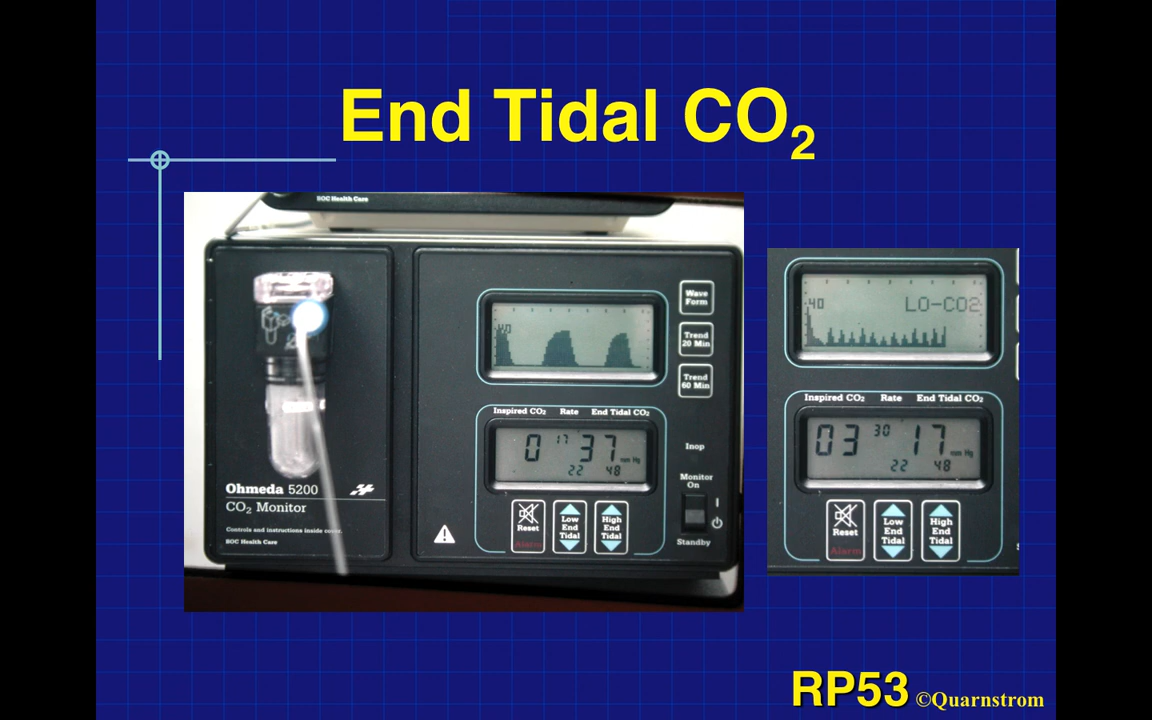 End Tidal CO₂
BOC Health Care
40
Inspired CO₂ Rate End Tidal CO₂
0 17 37 mm Hg
22 48
Reset
Alarm
Low End Tidal
High End Tidal
Wave Form
Trend 20 Min
Trend 60 Min
Inop
Monitor On
I
Standby
Ohmeda 5200
CO₂ Monitor
Controls and instructions inside cover.
BOC Health Care
40 LO-CO2
Inspired CO₂ Rate End Tidal CO₂
03 30 17 mm Hg
22 48
Reset
Alarm
Low End Tidal
High End Tidal
RP53 ©Quarnstrom